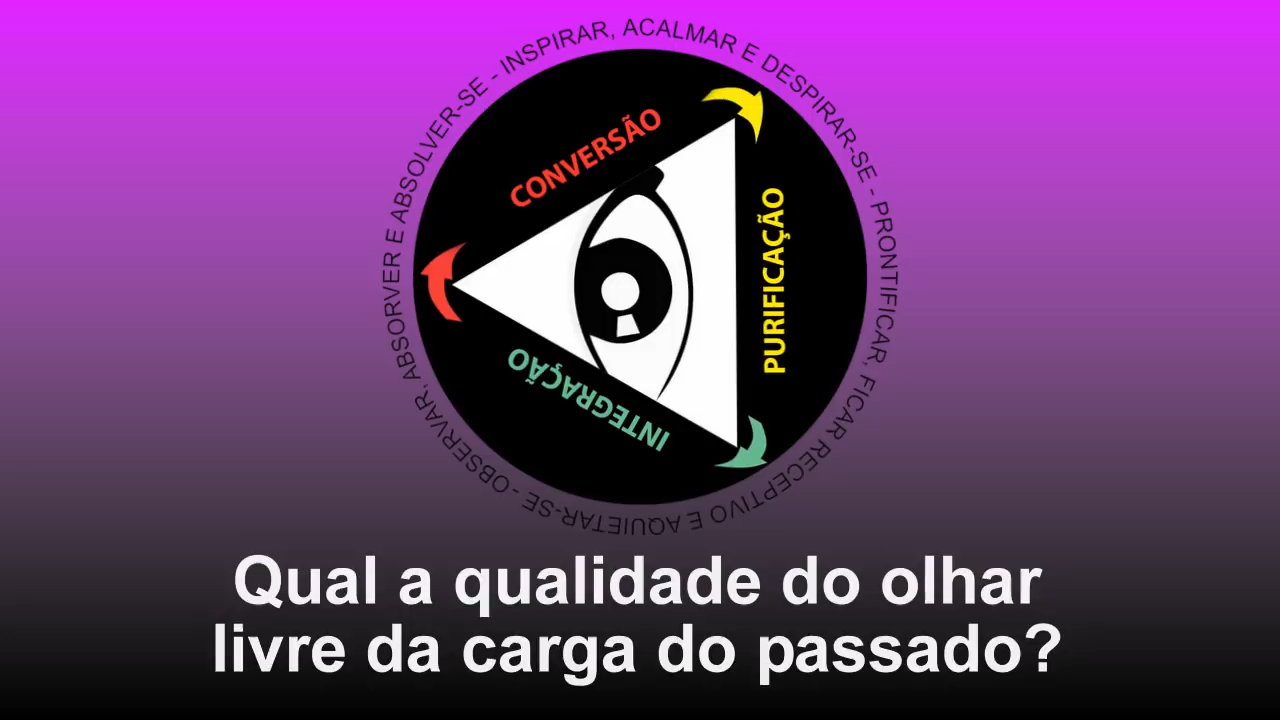 INSPIRAR, ACALMAR E DESPIRAR-SE - PRONTIFICAR, FICAR RECEPTIVO E AQUIETAR-SE - OBSERVAR, ABSORVER E ABSOLVER-SE -
CONVERSÃO
PURIFICAÇÃO
INTEGRAÇÃO
Qual a qualidade do olhar
livre da carga do passado?